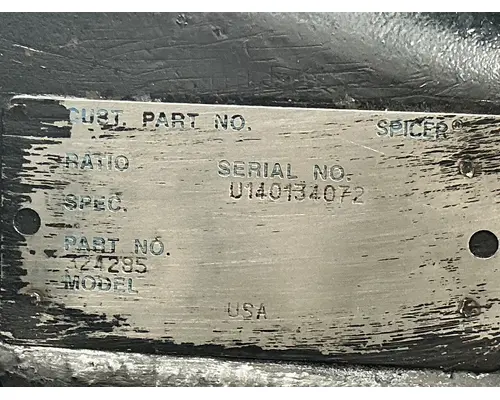 CUST. PART NO. SPICER®
RATIO SERIAL NO.
U140134072
SPEC.
PART NO.
MODEL
USA